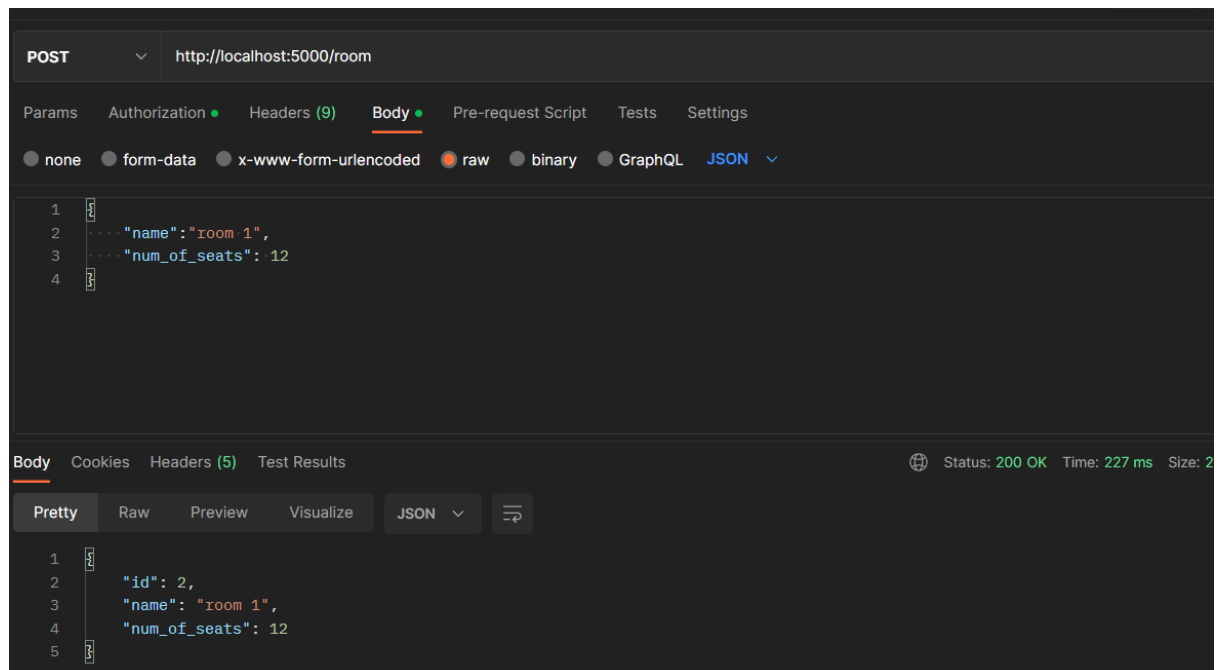 POST http://localhost:5000/room
Params Authorization Headers (9) Body Pre-request Script Tests Settings
none form-data x-www-form-urlencoded raw binary GraphQL JSON
1 {
2 "name":"room 1",
3 "num_of_seats": 12
4 }
Body Cookies Headers (5) Test Results Status: 200 OK Time: 227 ms Size: 2
Pretty Raw Preview Visualize JSON
1 {
2 "id": 2,
3 "name": "room 1",
4 "num_of_seats": 12
5 }